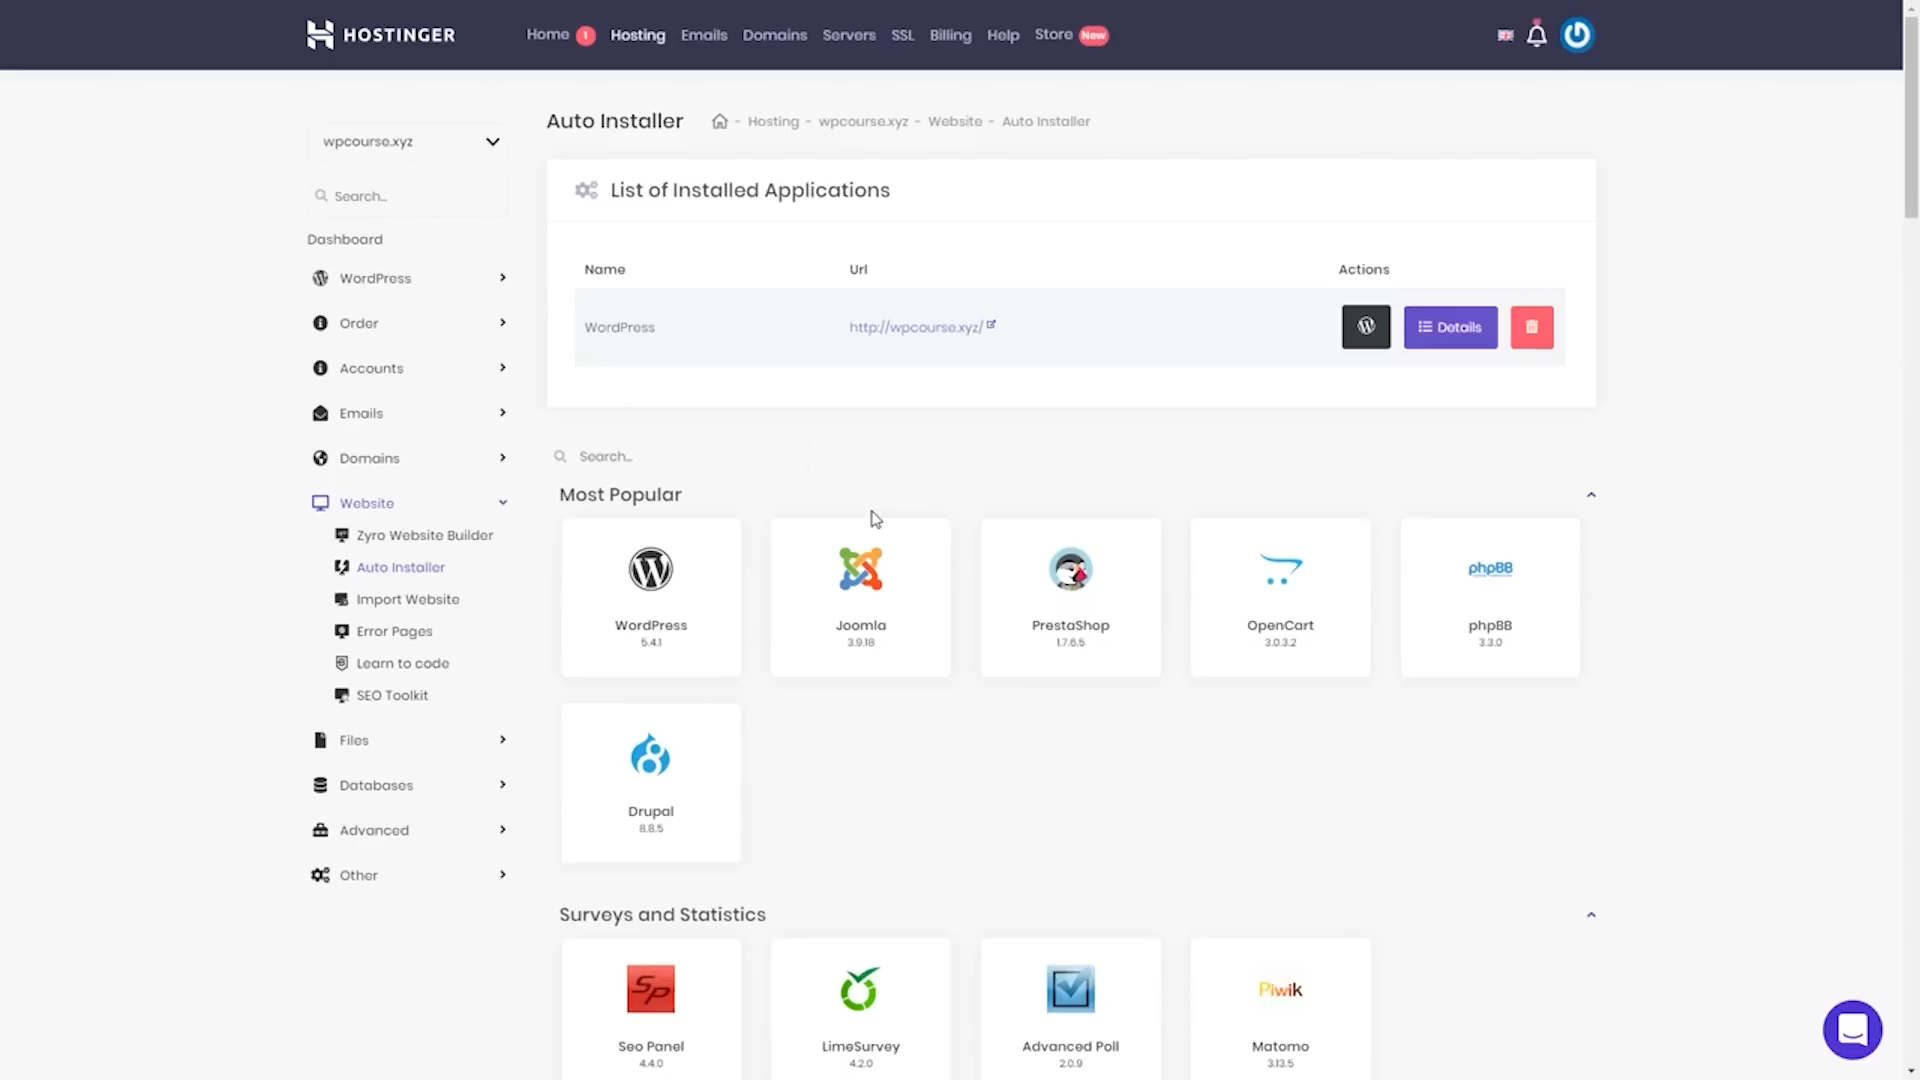 HOSTINGER
Home 1 Hosting Emails Domains Servers SSL Billing Help Store New
wpcourse.xyz
Search...
Dashboard
WordPress
Order
Accounts
Emails
Domains
Website
Zyro Website Builder
Auto Installer
Import Website
Error Pages
Learn to code
SEO Toolkit
Files
Databases
Advanced
Other
Auto Installer - Hosting - wpcourse.xyz - Website - Auto Installer
List of Installed Applications
Name Url Actions
WordPress http://wpcourse.xyz/ Details
Search...
Most Popular
WordPress
5.4.1
Joomla
3.9.18
PrestaShop
1.7.6.5
OpenCart
3.0.3.2
phpBB
phpBB
3.3.0
Drupal
8.8.5
Surveys and Statistics
SP
Seo Panel
4.4.0
LimeSurvey
4.2.0
Advanced Poll
2.0.9
Piwik
Matomo
3.13.5